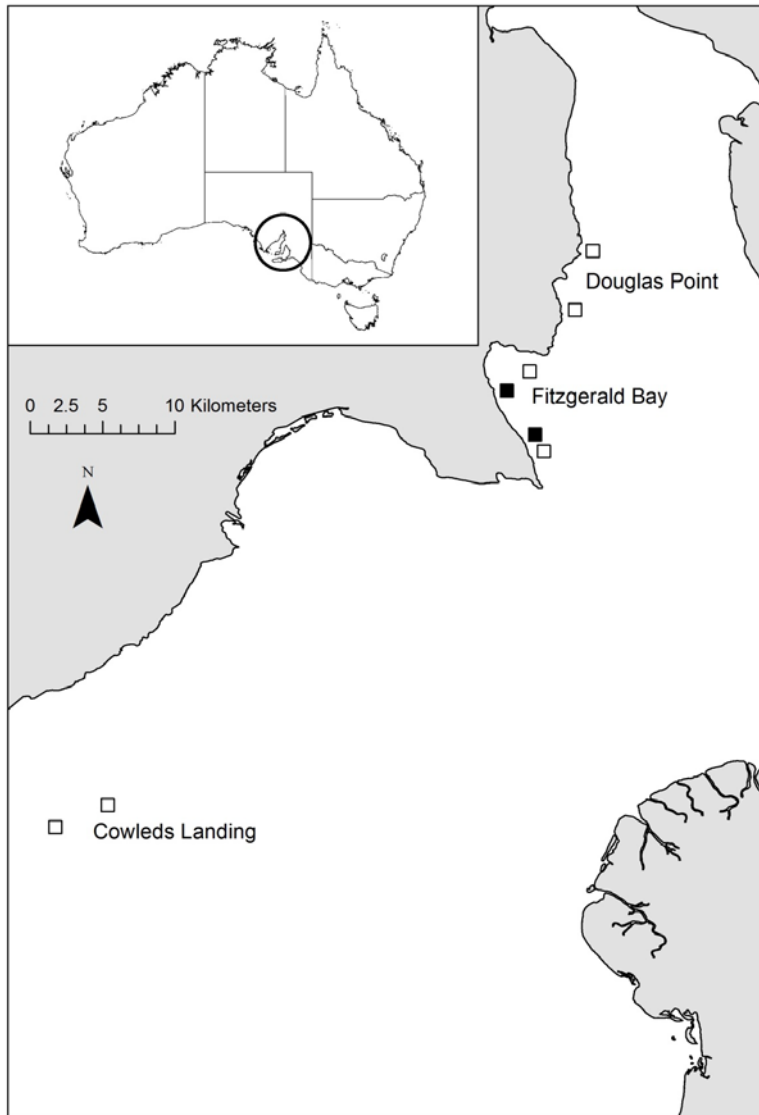 Douglas Point
Fitzgerald Bay
0 2.5 5 10 Kilometers
N
Cowleds Landing